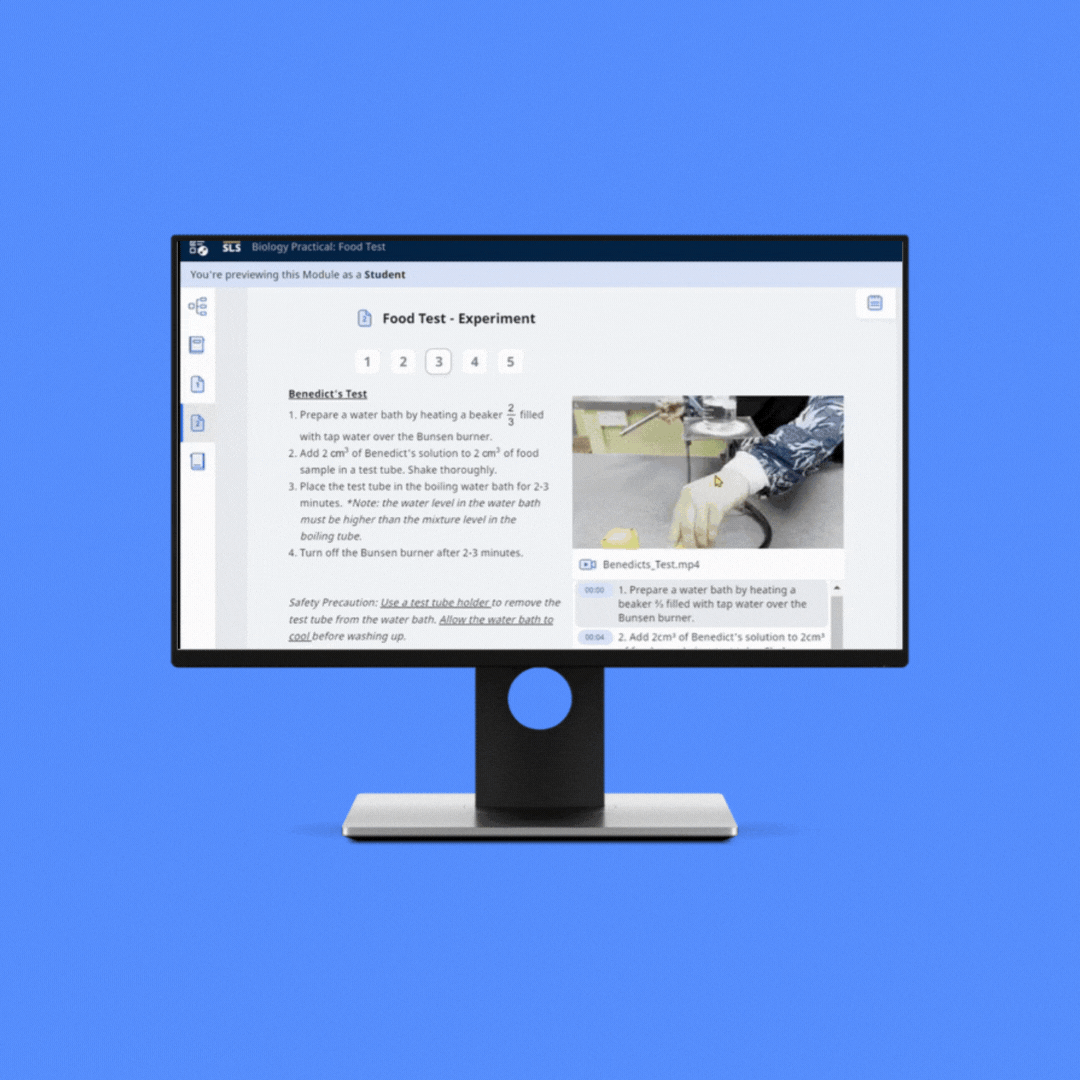 SLS Biology Practical: Food Test
You're previewing this Module as a Student
Food Test - Experiment
1 2 3 4 5
Benedict's Test
1. Prepare a water bath by heating a beaker 2/3 filled
with tap water over the Bunsen burner.
2. Add 2 cm³ of Benedict's solution to 2 cm³ of food
sample in a test tube. Shake thoroughly.
3. Place the test tube in the boiling water bath for 2-3
minutes. *Note: the water level in the water bath
must be higher than the mixture level in the
boiling tube.
4. Turn off the Bunsen burner after 2-3 minutes.
Safety Precaution: Use a test tube holder to remove the
test tube from the water bath. Allow the water bath to
cool before washing up.
Benedicts_Test.mp4
00:00 1. Prepare a water bath by heating a
beaker ⅔ filled with tap water over the
Bunsen burner.
00:04 2. Add 2cm³ of Benedict's solution to 2cm³